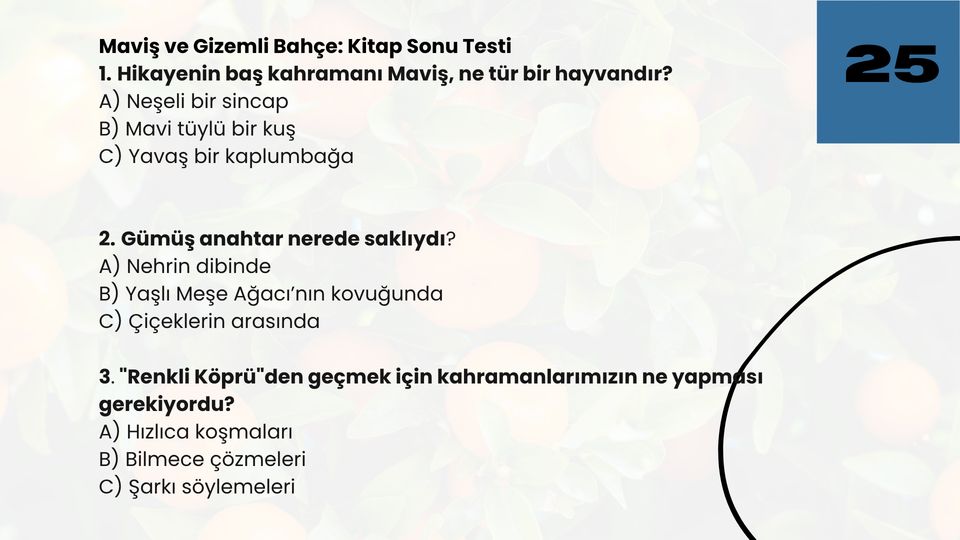 Maviş ve Gizemli Bahçe: Kitap Sonu Testi
1. Hikayenin baş kahramanı Maviş, ne tür bir hayvandır?
A) Neşeli bir sincap
B) Mavi tüylü bir kuş
C) Yavaş bir kaplumbağa
25
2. Gümüş anahtar nerede saklıydı?
A) Nehrin dibinde
B) Yaşlı Meşe Ağacı’nın kovuğunda
C) Çiçeklerin arasında
3. "Renkli Köprü"den geçmek için kahramanlarımızın ne yapması
gerekiyordu?
A) Hızlıca koşmaları
B) Bilmece çözmeleri
C) Şarkı söylemeleri